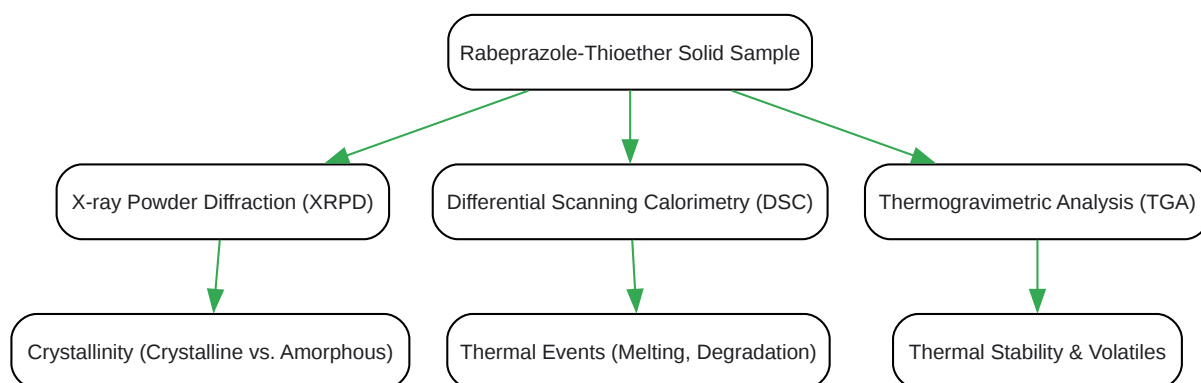 Rabeprazole-Thioether Solid Sample
X-ray Powder Diffraction (XRPD)
Differential Scanning Calorimetry (DSC)
Thermogravimetric Analysis (TGA)
Crystallinity (Crystalline vs. Amorphous)
Thermal Events (Melting, Degradation)
Thermal Stability & Volatiles